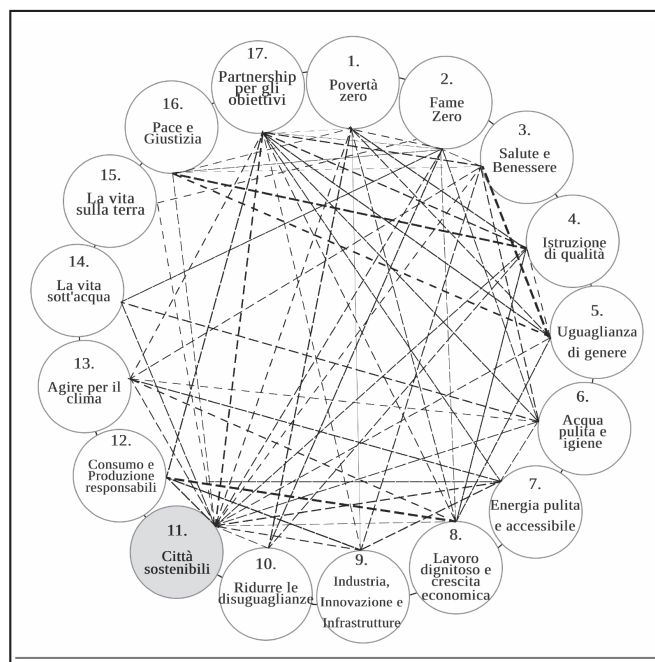 1.
Povertà
zero
2.
Fame
Zero
3.
Salute e
Benessere
4.
Istruzione
di qualità
5.
Uguaglianza
di genere
6.
Acqua
pulita e
igiene
7.
Energia pulita
e accessibile
8.
Lavoro
dignitoso e
crescita
economica
9.
Industria,
Innovazione e
Infrastrutture
10.
Ridurre le
disuguaglianze
11.
Città
sostenibili
12.
Consumo e
Produzione
responsabili
13.
Agire per il
clima
14.
La vita
sott'acqua
15.
La vita
sulla terra
16.
Pace e
Giustizia
17.
Partnership
per gli
obiettivi